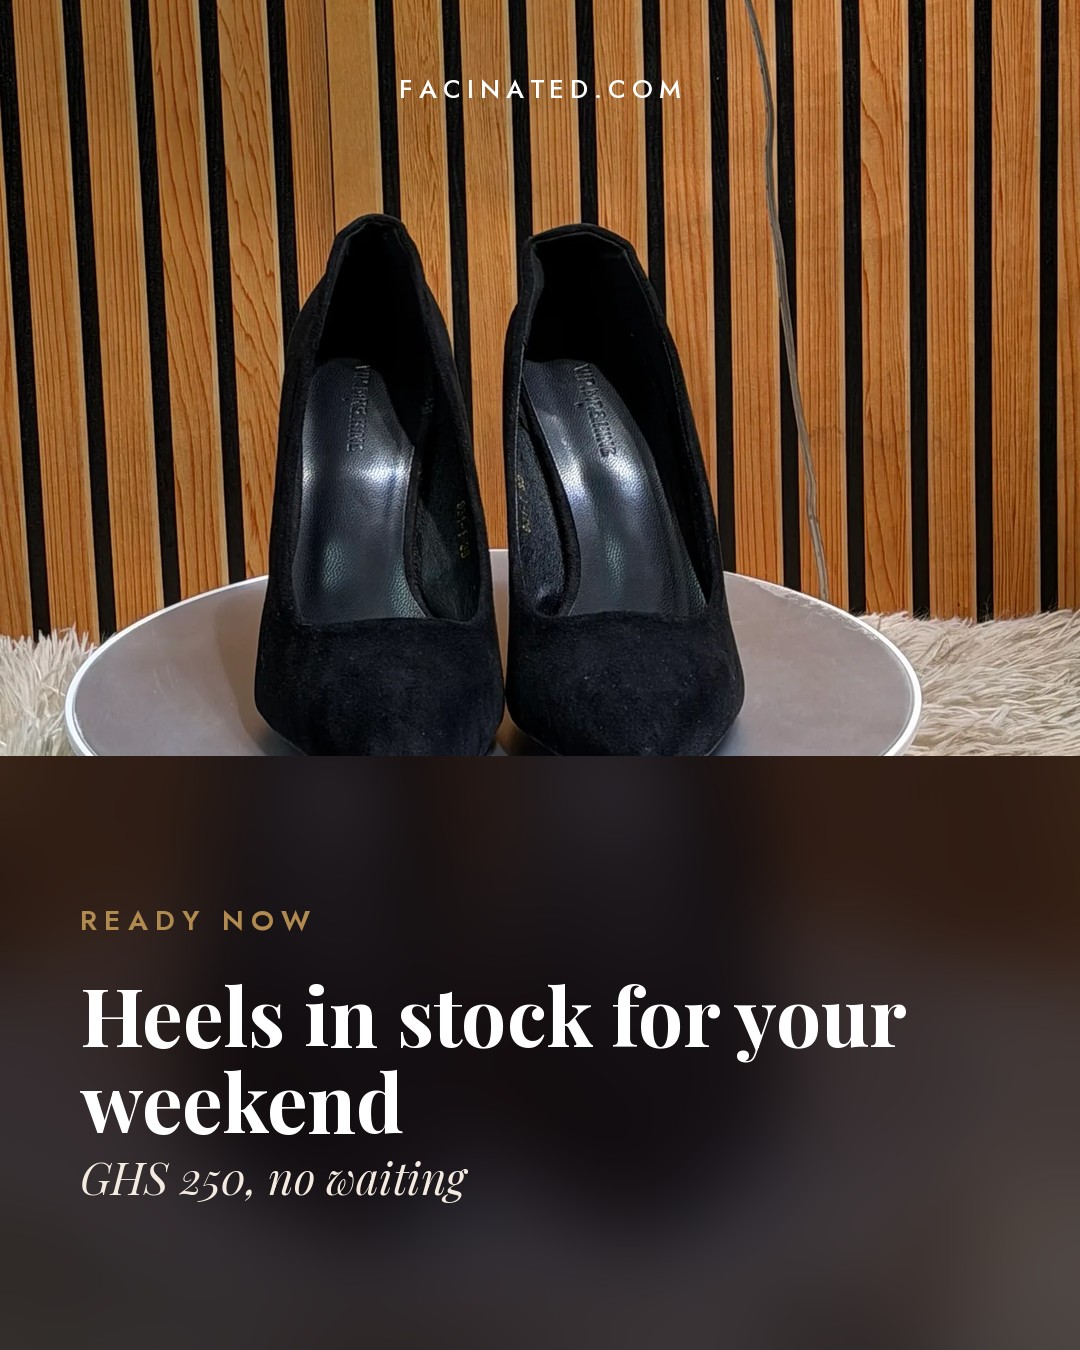 FACINATED.COM
READY NOW
Heels in stock for your
weekend
GHS 250, no waiting